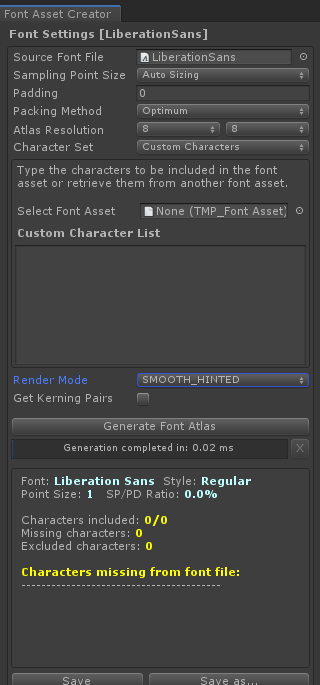 Font Asset Creator
Font Settings [LiberationSans]
Source Font File LiberationSans
Sampling Point Size Auto Sizing
Padding 0
Packing Method Optimum
Atlas Resolution 8 8
Character Set Custom Characters
Type the characters to be included in the font
asset or retrieve them from another font asset.
Select Font Asset None (TMP_Font Asset)
Custom Character List
Render Mode SMOOTH_HINTED
Get Kerning Pairs
Generate Font Atlas
Generation completed in: 0.02 ms X
Font: Liberation Sans Style: Regular
Point Size: 1 SP/PD Ratio: 0.0%
Characters included: 0/0
Missing characters: 0
Excluded characters: 0
Characters missing from font file:
----------------------------------------
Save Save as...